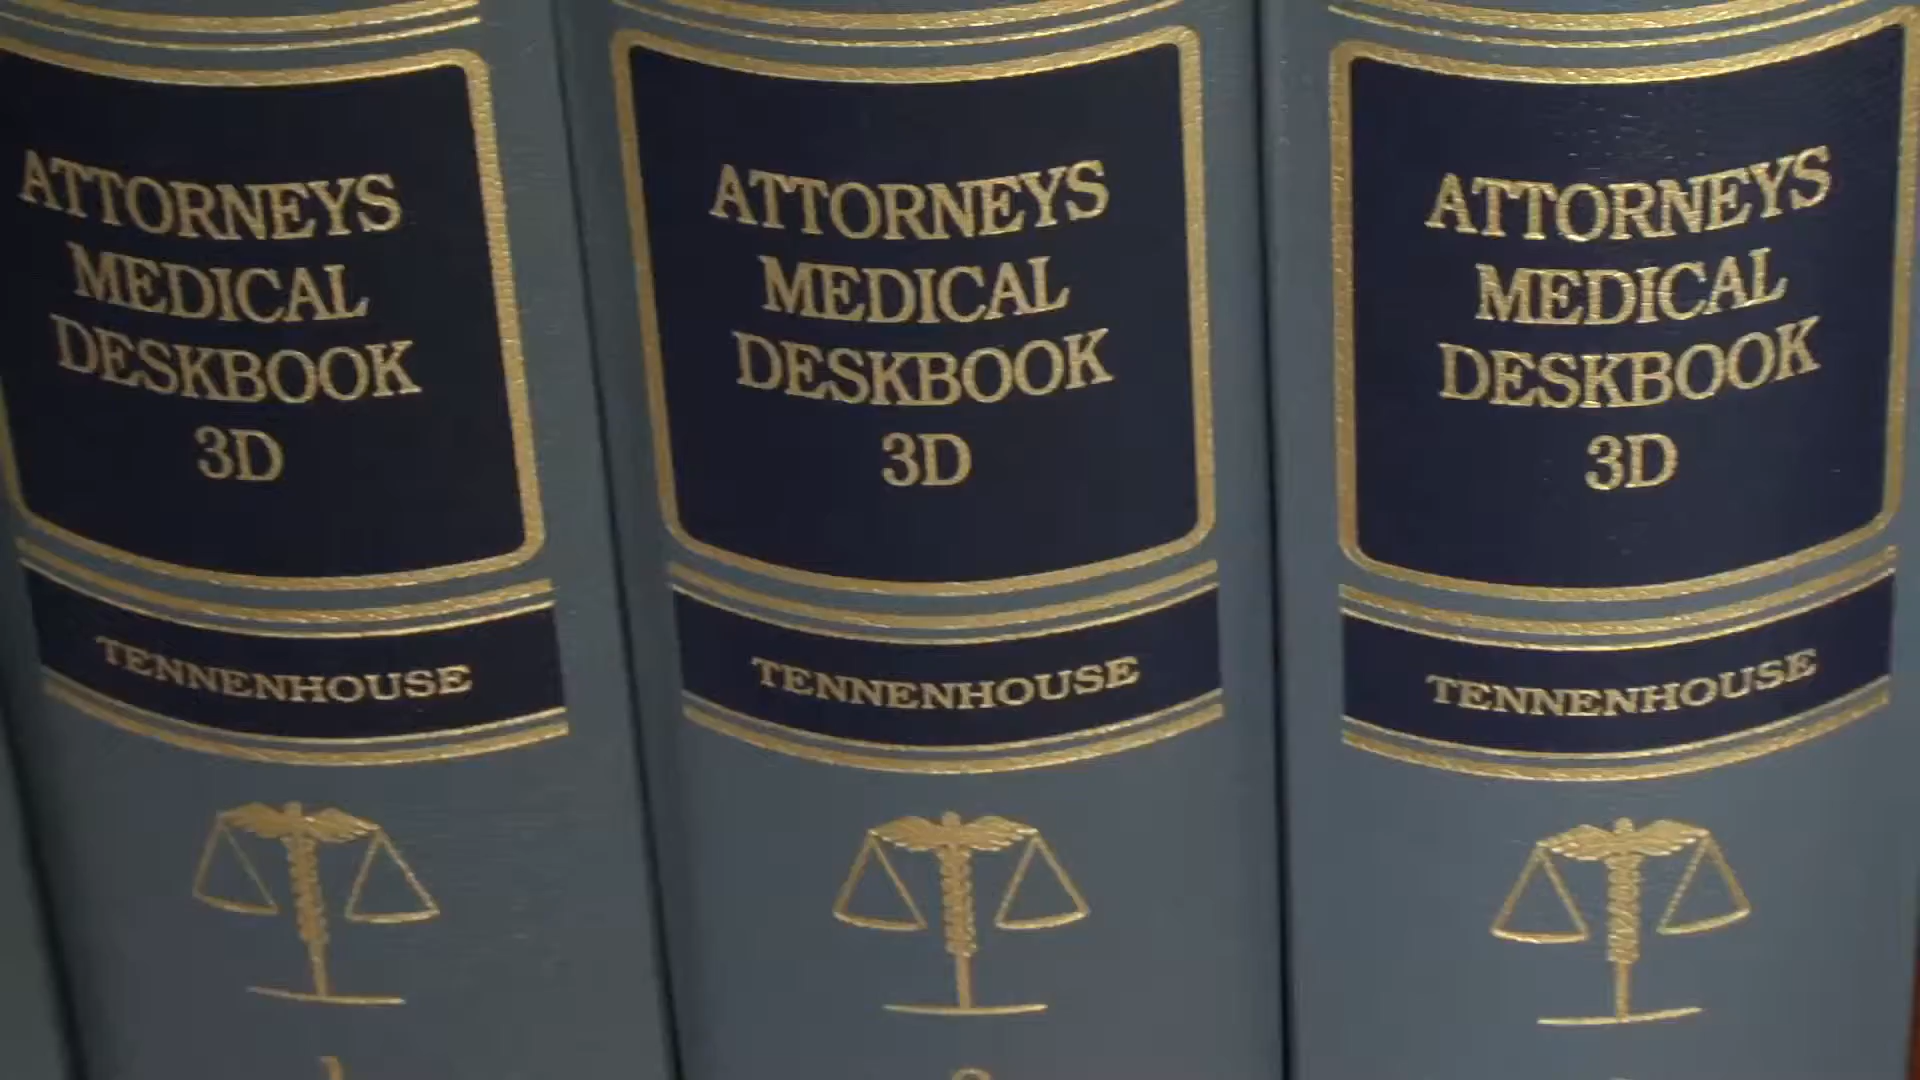 ATTORNEYS
MEDICAL
DESKBOOK
3D
TENNENHOUSE
ATTORNEYS
MEDICAL
DESKBOOK
3D
TENNENHOUSE
ATTORNEYS
MEDICAL
DESKBOOK
3D
TENNENHOUSE